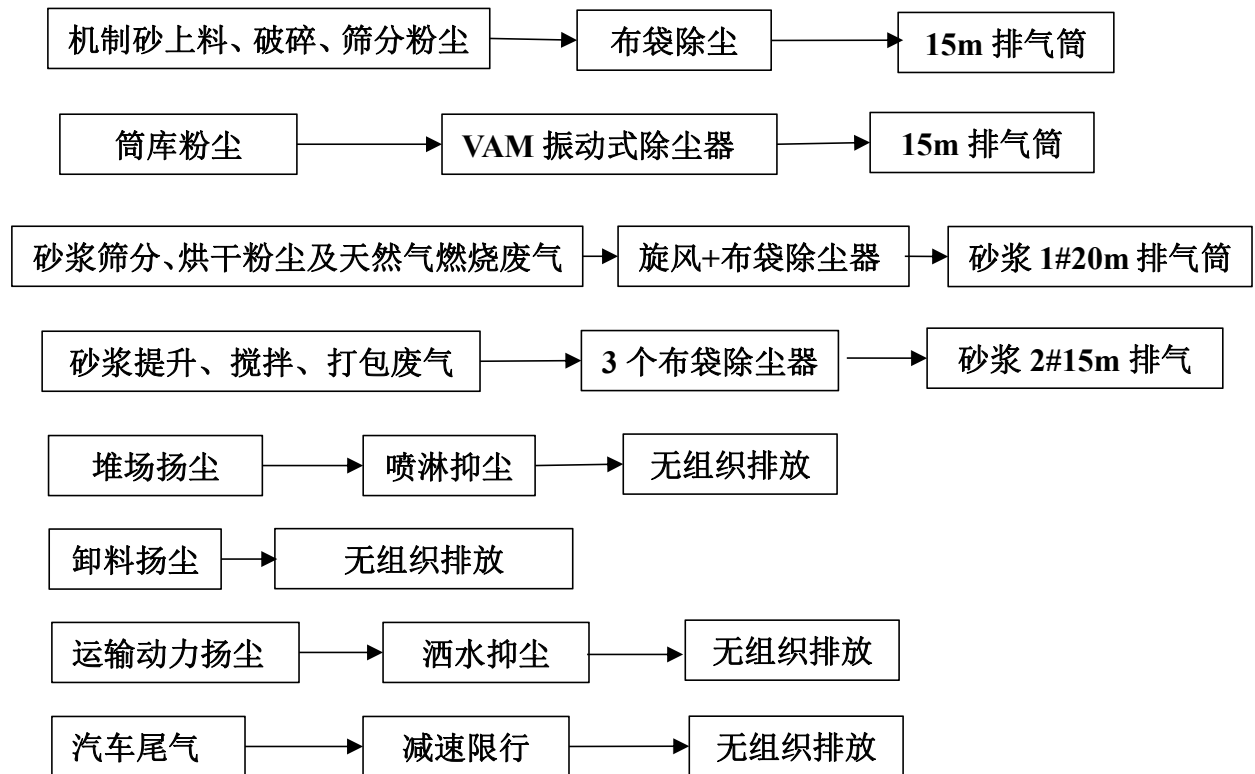 机制砂上料、破碎、筛分粉尘 布袋除尘 15m 排气筒
筒库粉尘 VAM 振动式除尘器 15m 排气筒
砂浆筛分、烘干粉尘及天然气燃烧废气 旋风+布袋除尘器 砂浆 1#20m 排气筒
砂浆提升、搅拌、打包废气 3 个布袋除尘器 砂浆 2#15m 排气
堆场扬尘 喷淋抑尘 无组织排放
卸料扬尘 无组织排放
运输动力扬尘 洒水抑尘 无组织排放
汽车尾气 减速限行 无组织排放